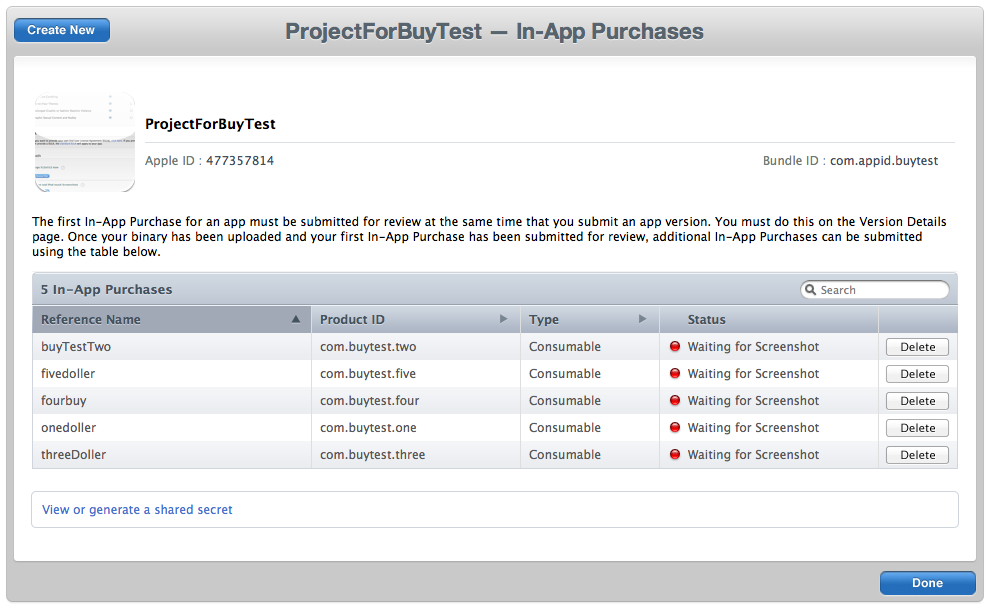 Create New
ProjectForBuyTest — In-App Purchases
ProjectForBuyTest
Apple ID : 477357814
Bundle ID : com.appid.buytest
The first In-App Purchase for an app must be submitted for review at the same time that you submit an app version. You must do this on the Version Details
page. Once your binary has been uploaded and your first In-App Purchase has been submitted for review, additional In-App Purchases can be submitted
using the table below.
5 In-App Purchases
Search
Reference Name Product ID Type Status
buyTestTwo com.buytest.two Consumable Waiting for Screenshot Delete
fivedoller com.buytest.five Consumable Waiting for Screenshot Delete
fourbuy com.buytest.four Consumable Waiting for Screenshot Delete
onedoller com.buytest.one Consumable Waiting for Screenshot Delete
threeDoller com.buytest.three Consumable Waiting for Screenshot Delete
View or generate a shared secret
Done